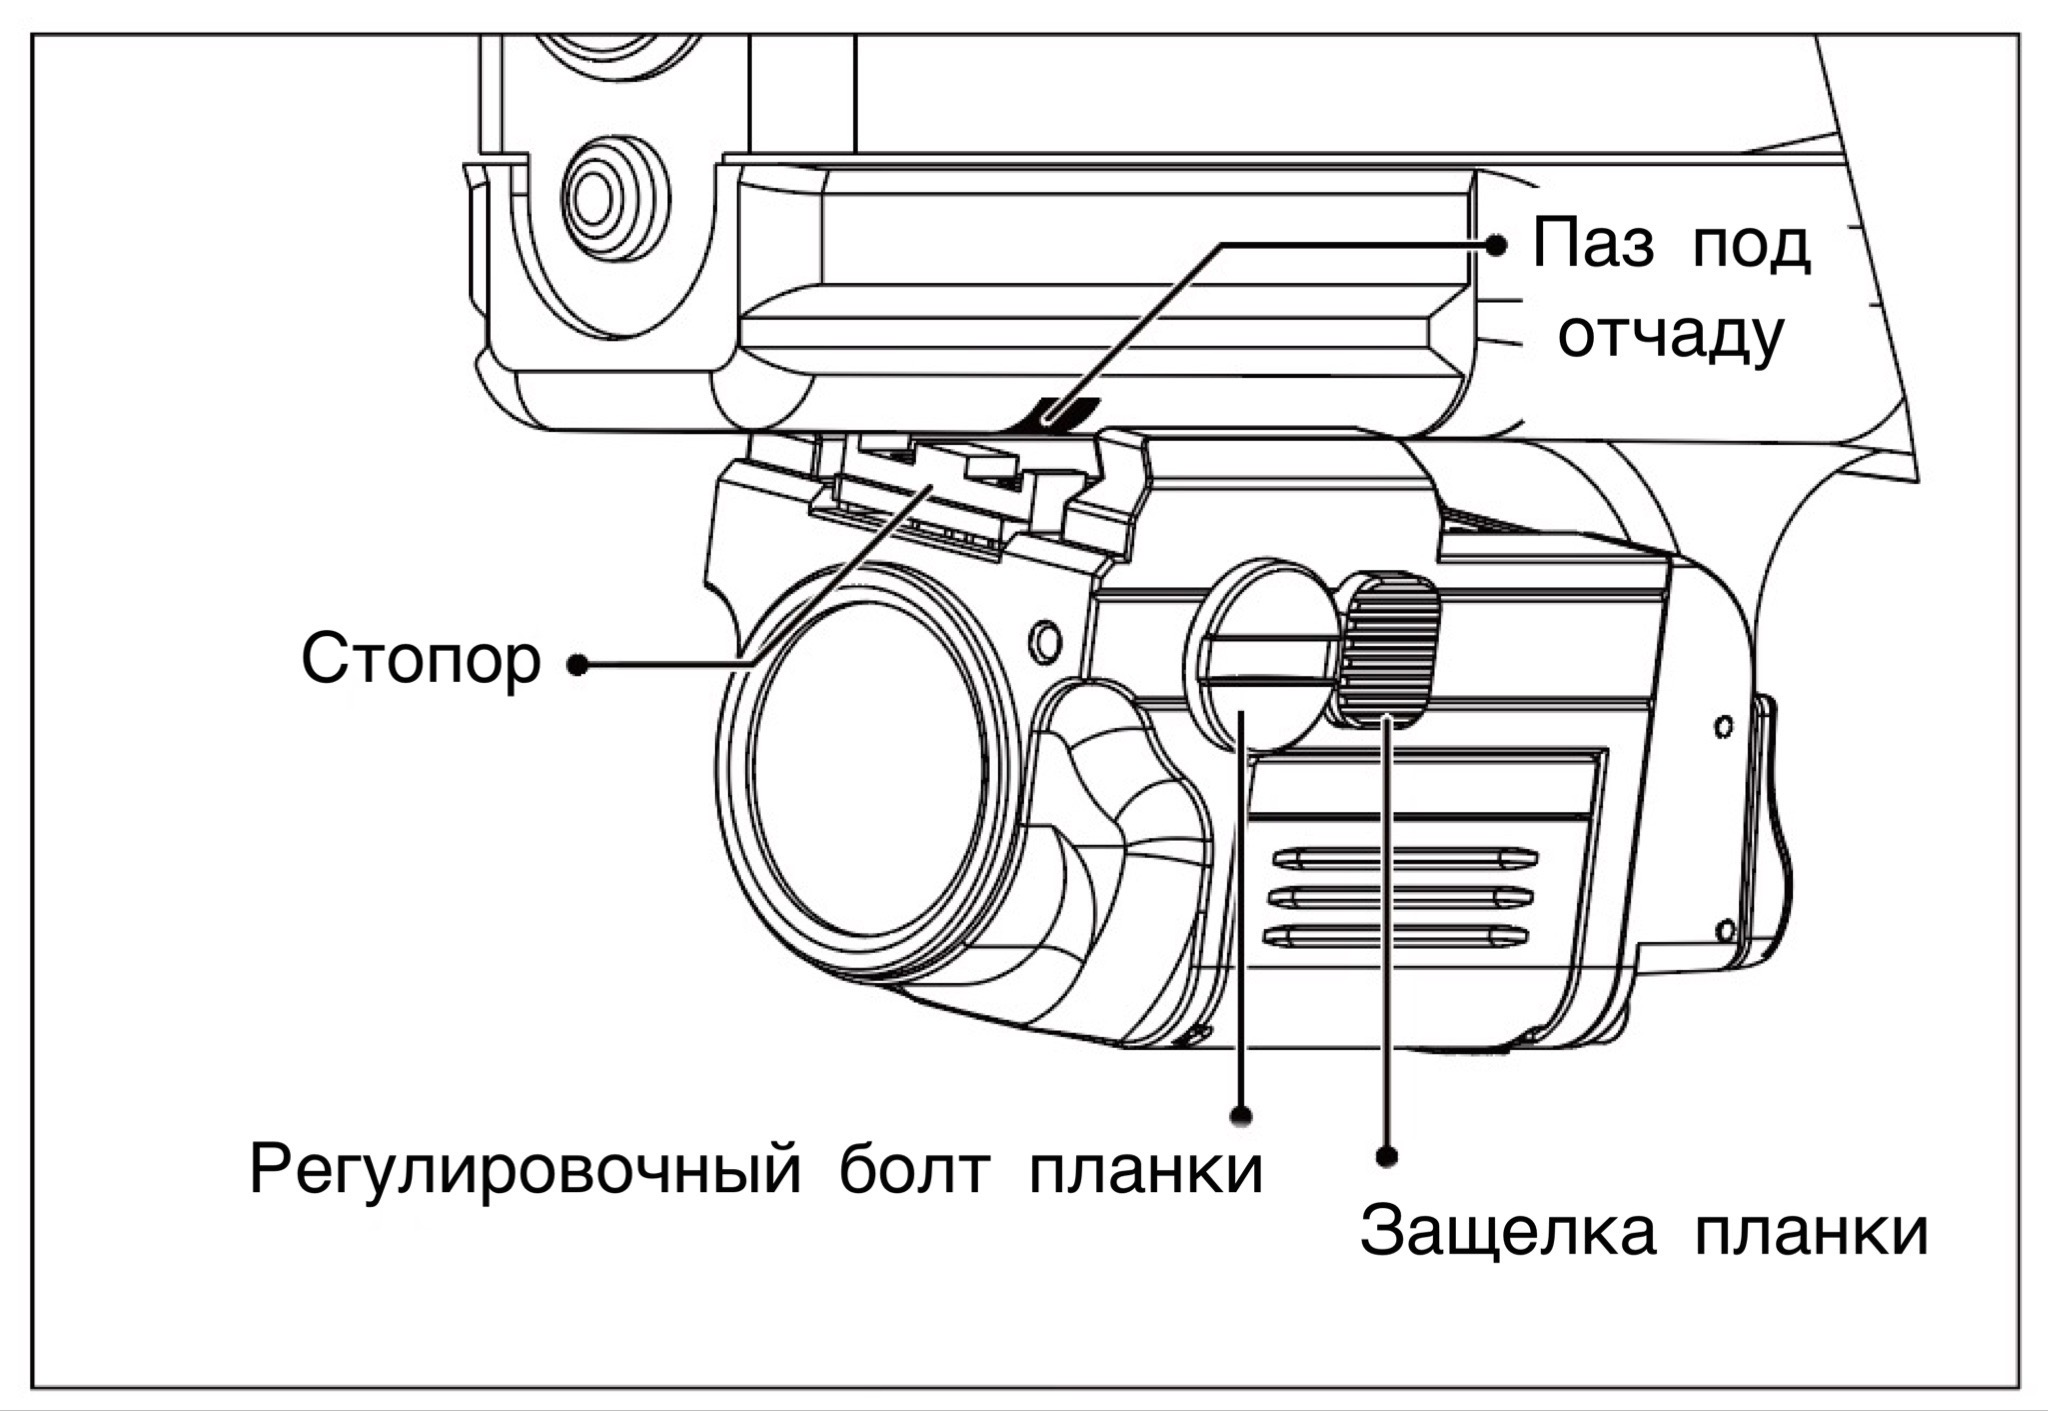 Паз под
отчаду
Стопор
Регулировочный болт планки
Защелка планки